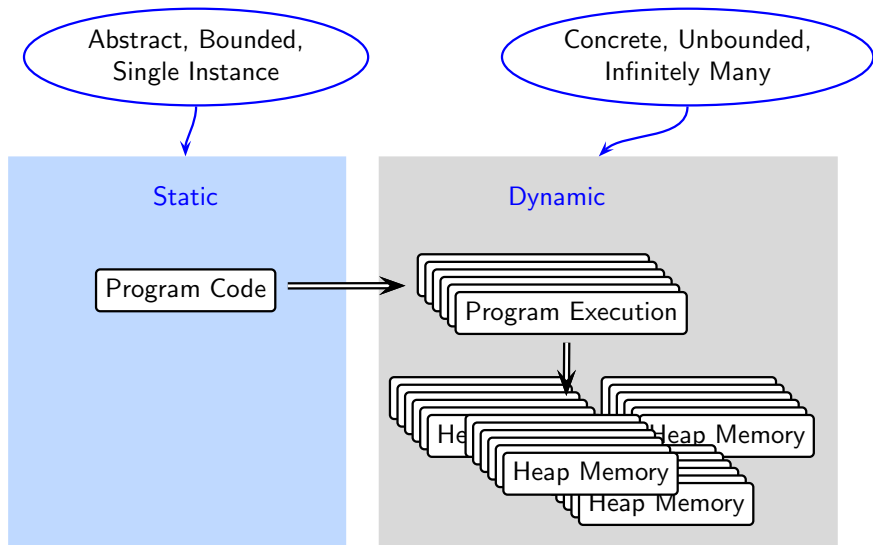 Abstract, Bounded,
Single Instance
Concrete, Unbounded,
Infinitely Many
Static
Dynamic
Program Code
Program Execution
He
Heap Memory
Heap Memory
Heap Memory